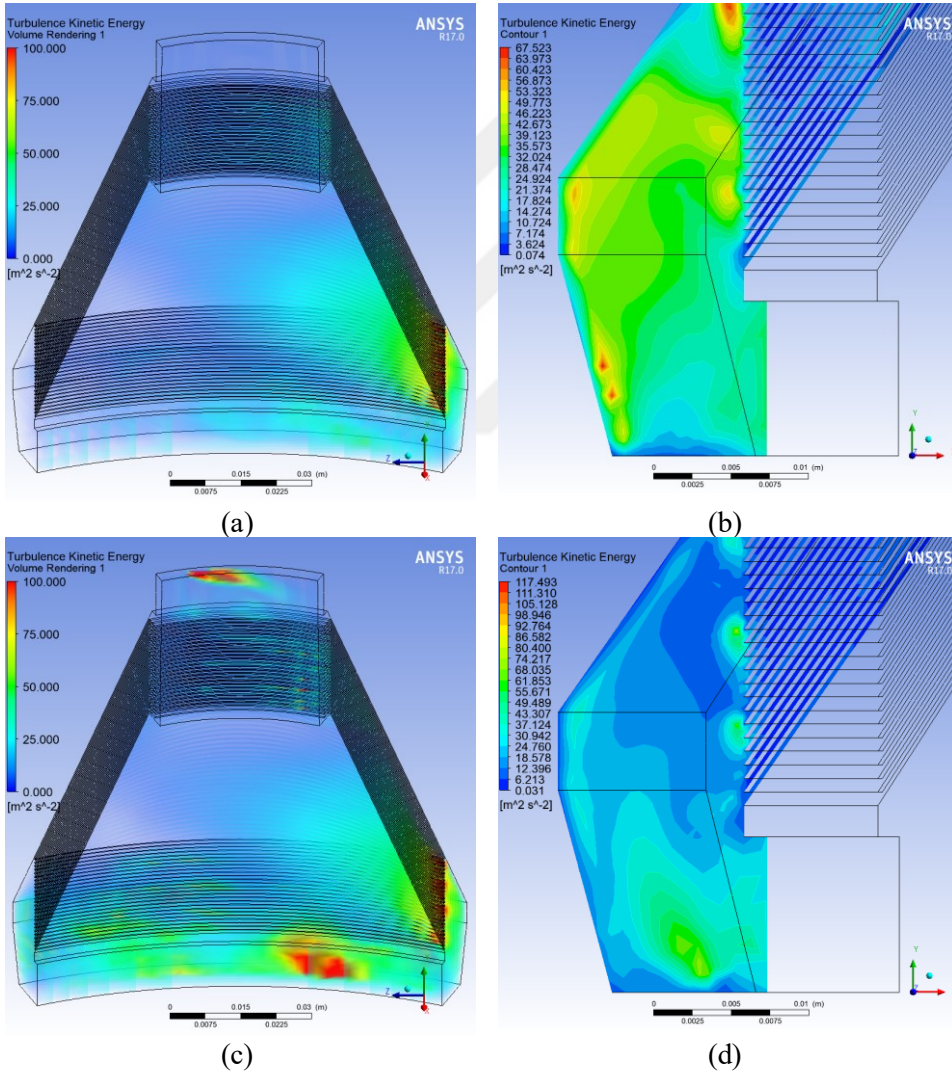 Turbulence Kinetic Energy
Volume Rendering 1
100.000
75.000
50.000
25.000
0.000
[m^2 s^-2]
ANSYS
R17.0
Y
Z
X
0 0.015 0.03 (m)
0.0075 0.0225
(a)
Turbulence Kinetic Energy
Contour 1
67.523
63.973
60.423
56.873
53.323
49.773
46.223
42.673
39.123
35.573
32.024
28.474
24.924
21.374
17.824
14.274
10.724
7.174
3.624
0.074
[m^2 s^-2]
ANSYS
R17.0
Y
0 0.005 0.01 (m)
0.0025 0.0075
(b)
Turbulence Kinetic Energy
Volume Rendering 1
100.000
75.000
50.000
25.000
0.000
[m^2 s^-2]
ANSYS
R17.0
Y
Z
X
0 0.015 0.03 (m)
0.0075 0.0225
(c)
Turbulence Kinetic Energy
Contour 1
117.493
111.310
105.128
98.946
92.764
86.582
80.400
74.217
68.035
61.853
55.671
49.489
43.307
37.124
30.942
24.760
18.578
12.396
6.213
0.031
[m^2 s^-2]
ANSYS
R17.0
Y
0 0.005 0.01 (m)
0.0025 0.0075
(d)